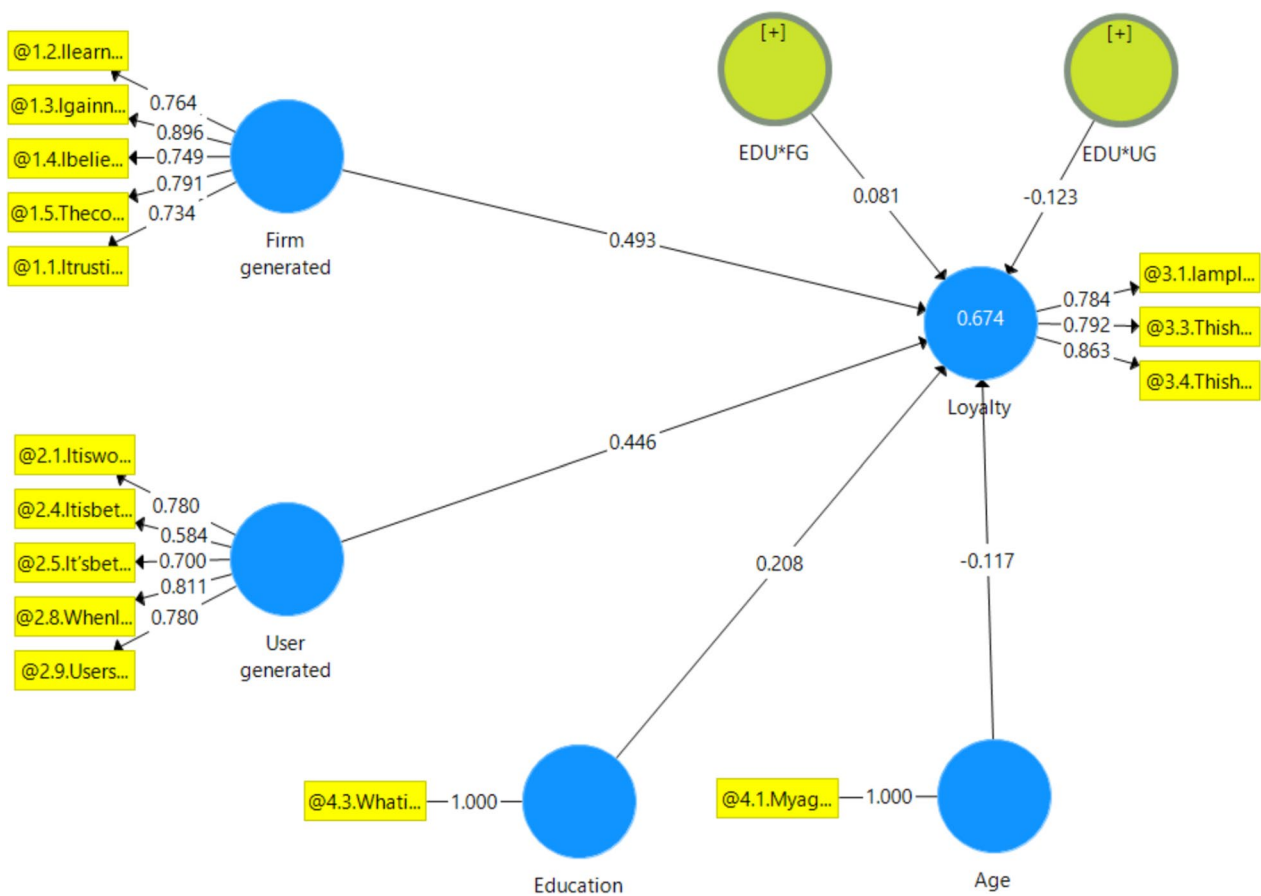 @1.2.Ilearn...
@1.3.Igainn...
@1.4.Ibelie...
@1.5.Theco...
@1.1.Itrusti...
0.764
0.896
0.749
0.791
0.734
Firm
generated
[+]
EDU*FG
[+]
EDU*UG
0.081
-0.123
0.493
0.674
Loyalty
0.784
0.792
0.863
@3.1.Iampl...
@3.3.Thish...
@3.4.Thish...
@2.1.Itiswo...
@2.4.Itisbet...
@2.5.It'sbet...
@2.8.WhenI...
@2.9.Users...
0.780
0.584
0.700
0.811
0.780
User
generated
0.446
0.208
-0.117
@4.3.Whati...
1.000
Education
@4.1.Myag...
1.000
Age